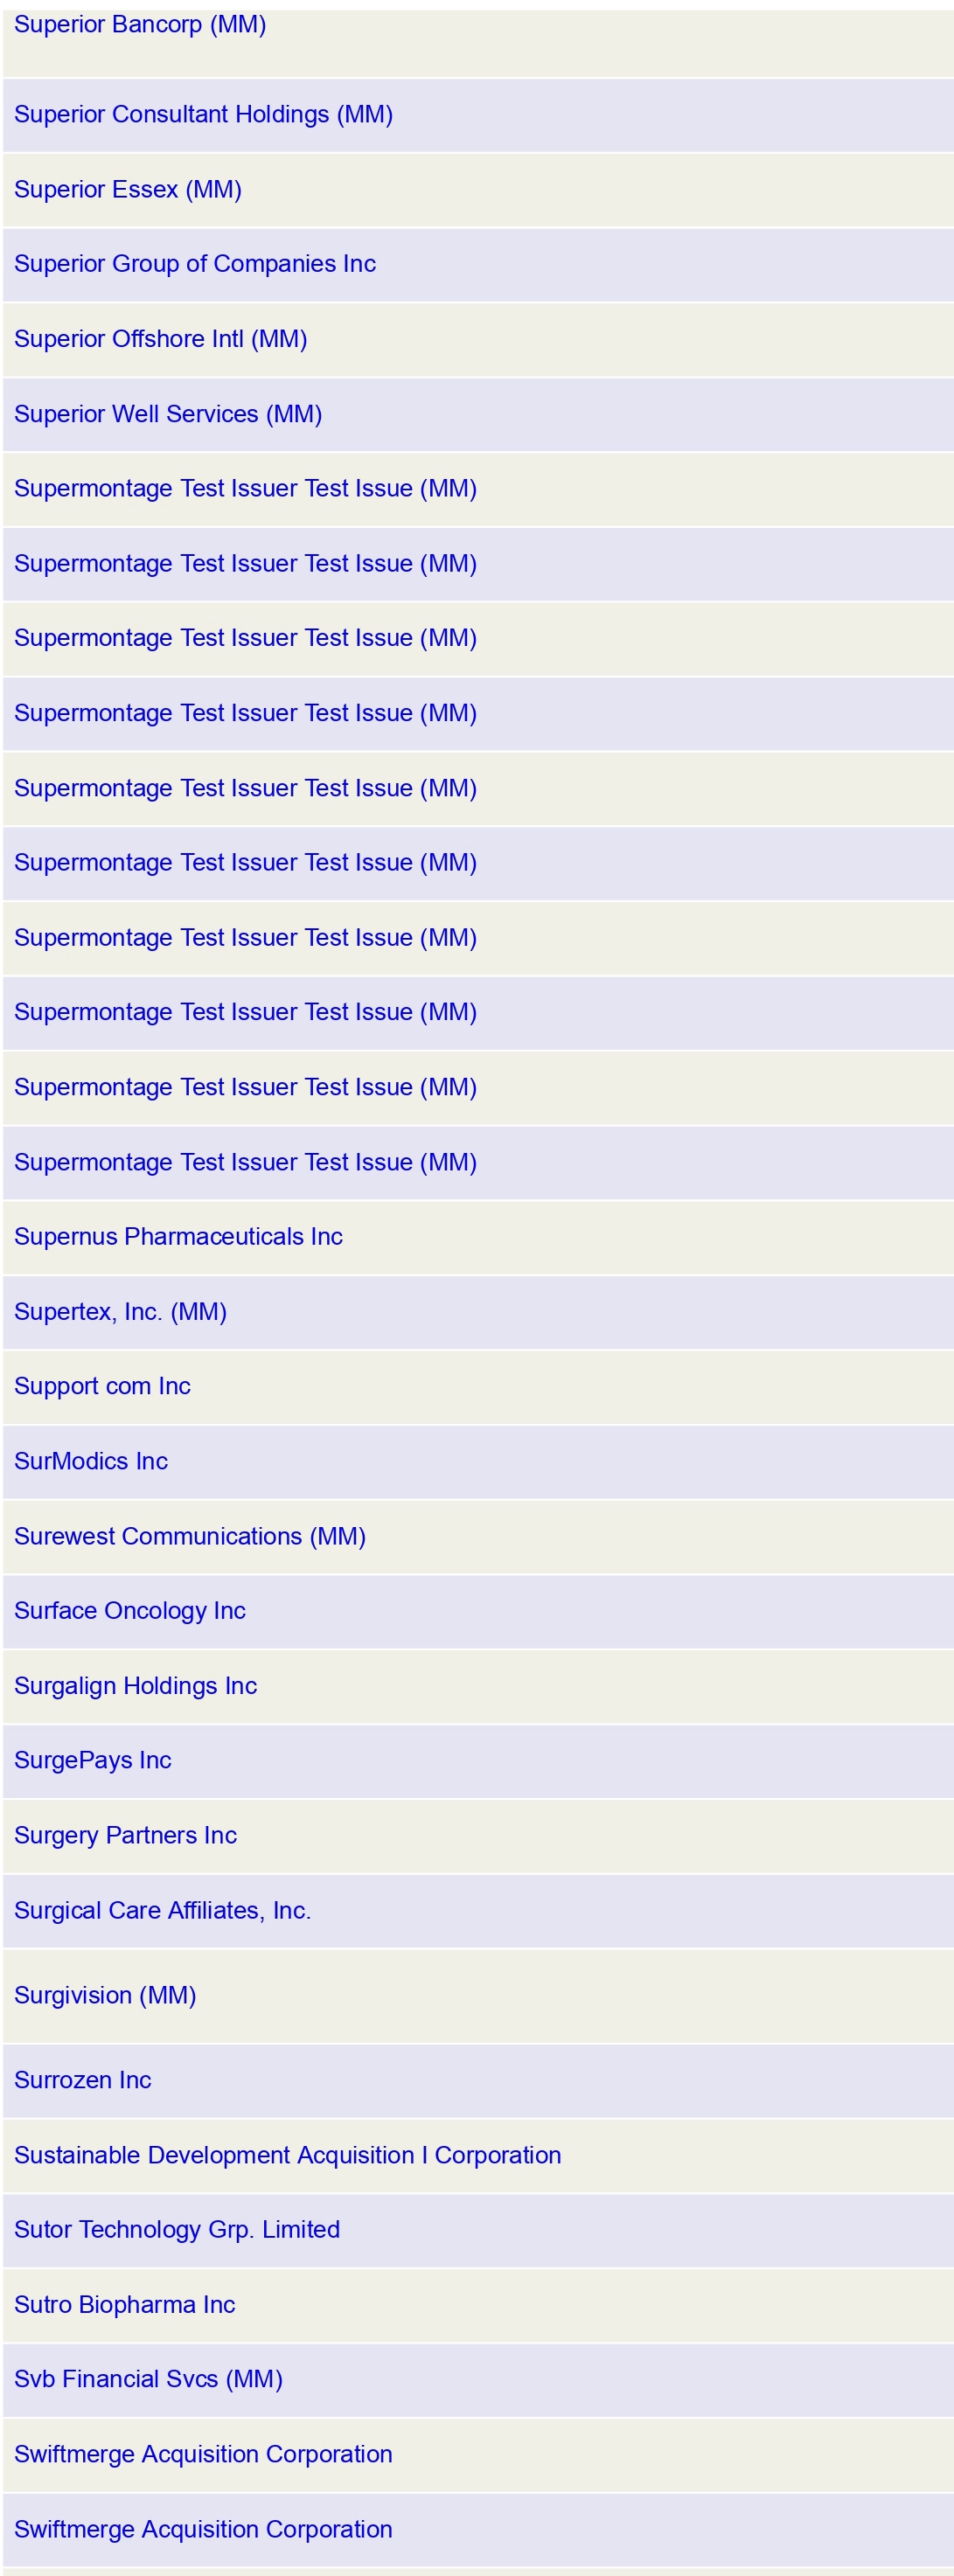 Superior Bancorp (MM)
Superior Consultant Holdings (MM)
Superior Essex (MM)
Superior Group of Companies Inc
Superior Offshore Intl (MM)
Superior Well Services (MM)
Supermontage Test Issuer Test Issue (MM)
Supermontage Test Issuer Test Issue (MM)
Supermontage Test Issuer Test Issue (MM)
Supermontage Test Issuer Test Issue (MM)
Supermontage Test Issuer Test Issue (MM)
Supermontage Test Issuer Test Issue (MM)
Supermontage Test Issuer Test Issue (MM)
Supermontage Test Issuer Test Issue (MM)
Supermontage Test Issuer Test Issue (MM)
Supermontage Test Issuer Test Issue (MM)
Supernus Pharmaceuticals Inc
Supertex, Inc. (MM)
Support com Inc
SurModics Inc
Surewest Communications (MM)
Surface Oncology Inc
Surgalign Holdings Inc
SurgePays Inc
Surgery Partners Inc
Surgical Care Affiliates, Inc.
Surgivision (MM)
Surrozen Inc
Sustainable Development Acquisition I Corporation
Sutor Technology Grp. Limited
Sutro Biopharma Inc
Svb Financial Svcs (MM)
Swiftmerge Acquisition Corporation
Swiftmerge Acquisition Corporation